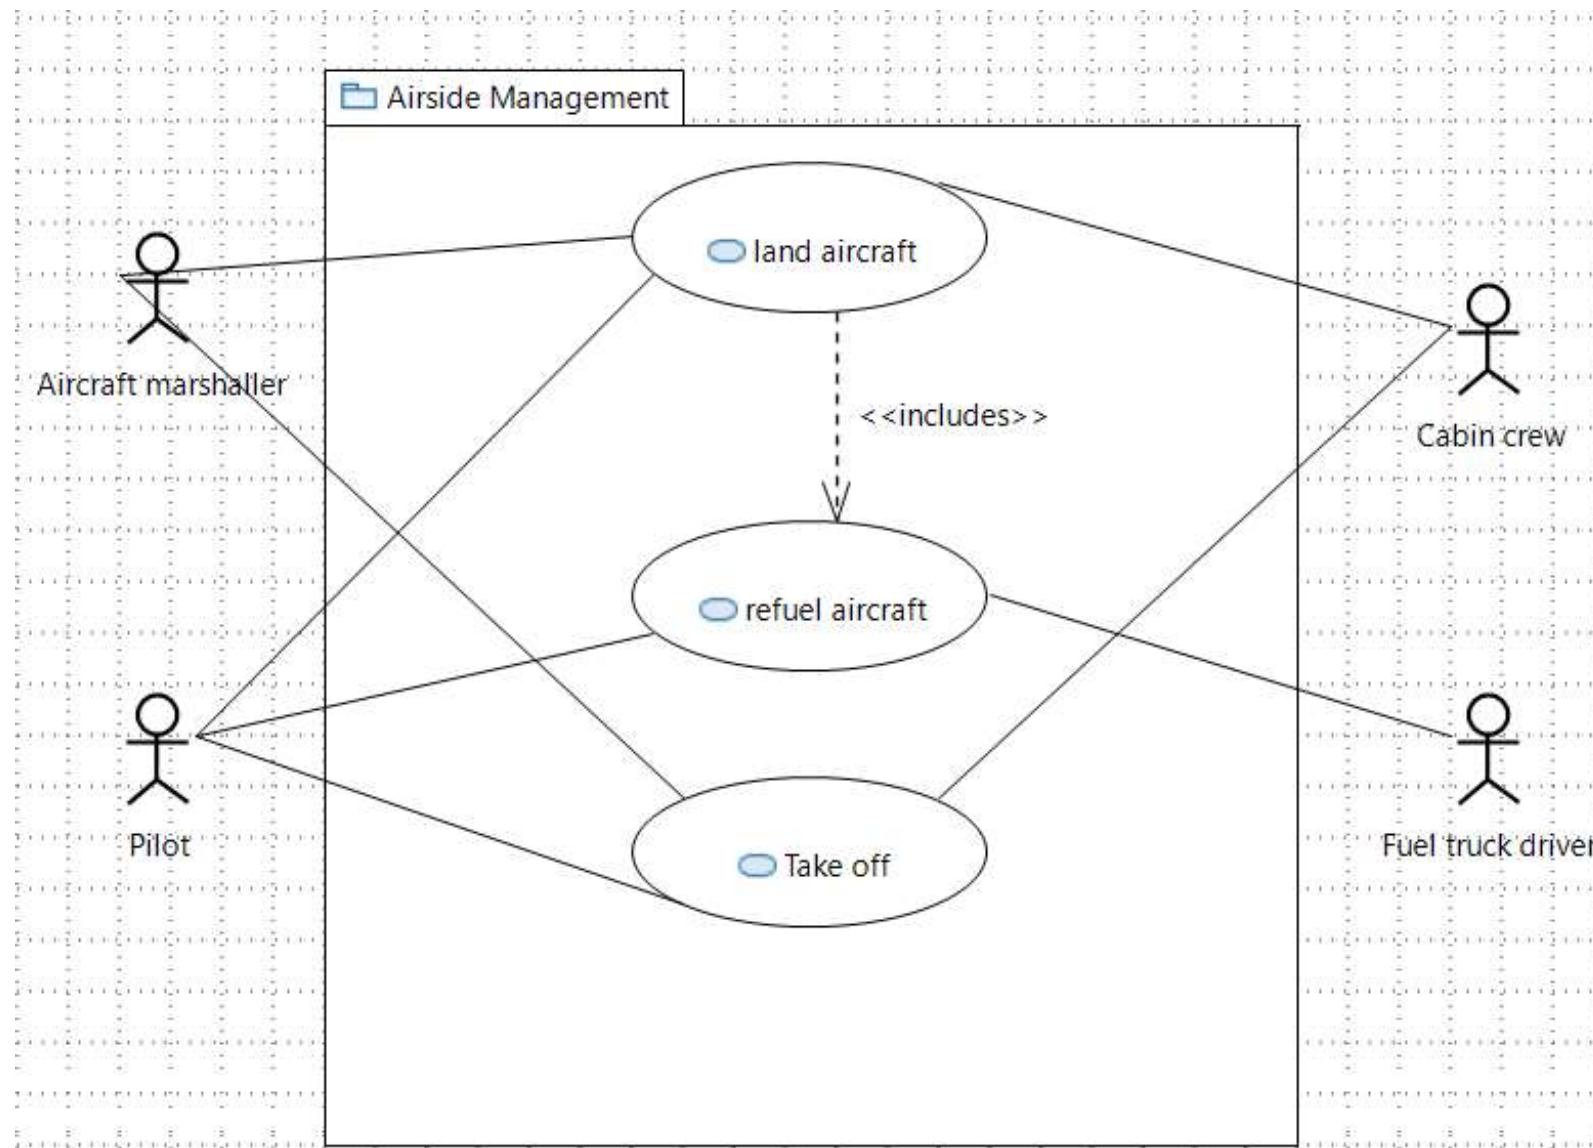 Airside Management
land aircraft
Aircraft marshaller
<<includes>>
Cabin crew
refuel aircraft
Pilot
Fuel truck driver
Take off